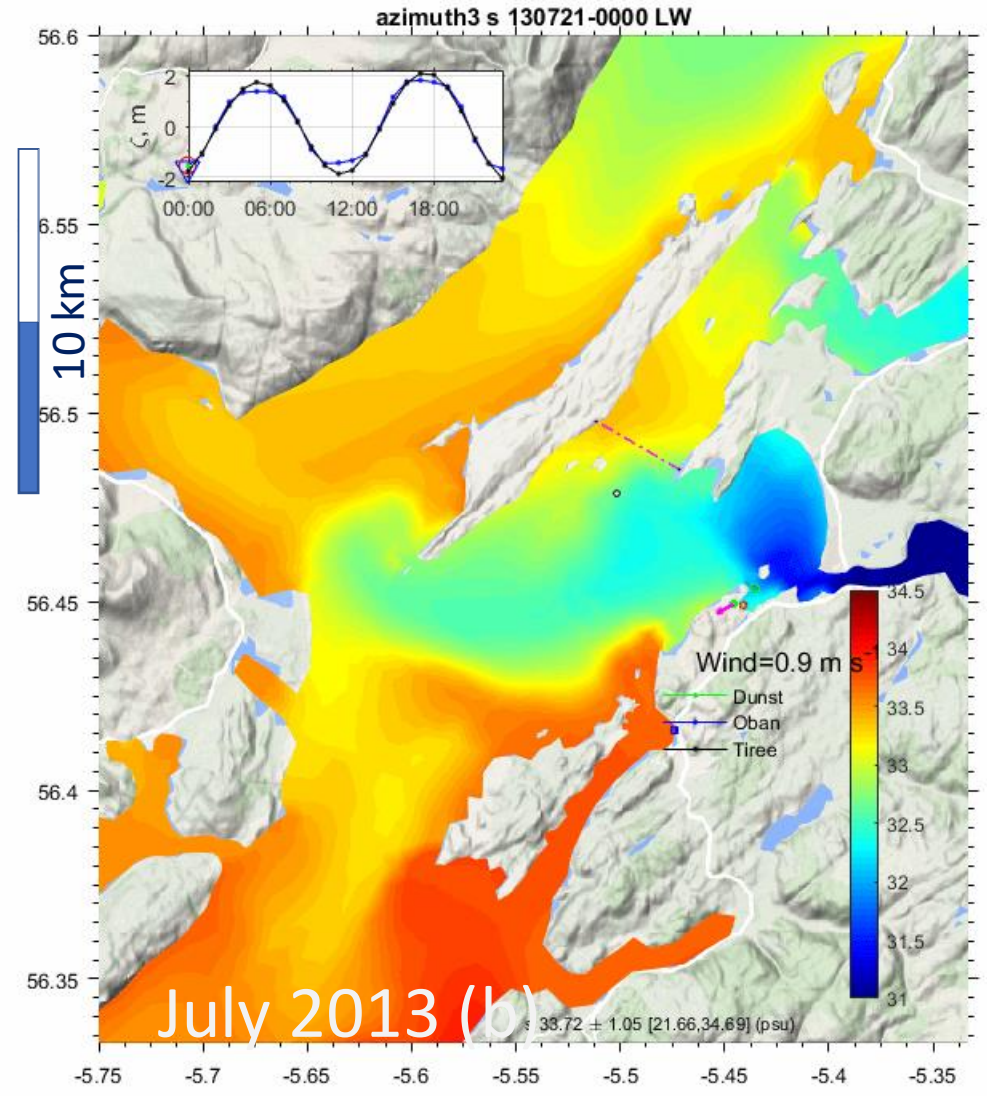 azimuth3 s 130721-0000 LW
56.6
6.55
56.5
56.45
56.4
56.35
10 km
ζ, m
2
0
-2
00:00 06:00 12:00 18:00
Wind=0.9 m s-
Dunst
Oban
Tiree
34.5
34
33.5
33
32.5
32
31.5
31
July 2013 (b)
s 33.72 ± 1.05 [21.66,34.69] (psu)
-5.75 -5.7 -5.65 -5.6 -5.55 -5.5 -5.45 -5.4 -5.35